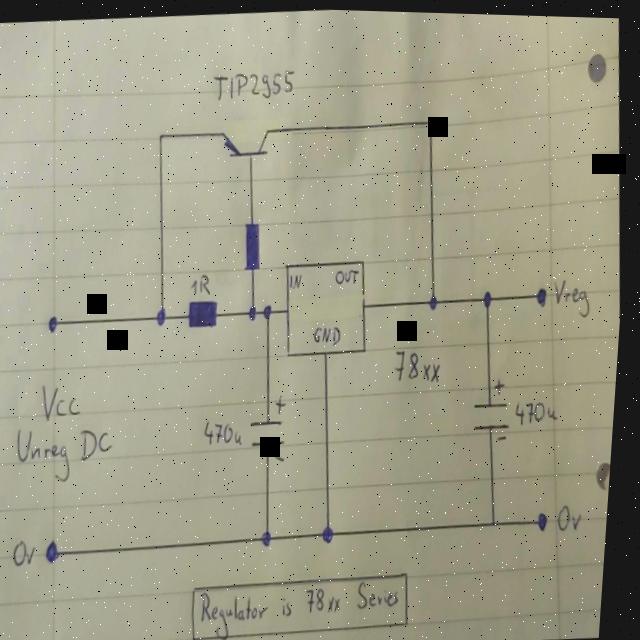 TIP2955
1R
IN
OUT
GND
Vreg
78xx
Vcc
Unreg DC
470u
+
-
+
470u
-
0v
0v
Regulator is 78xx Series